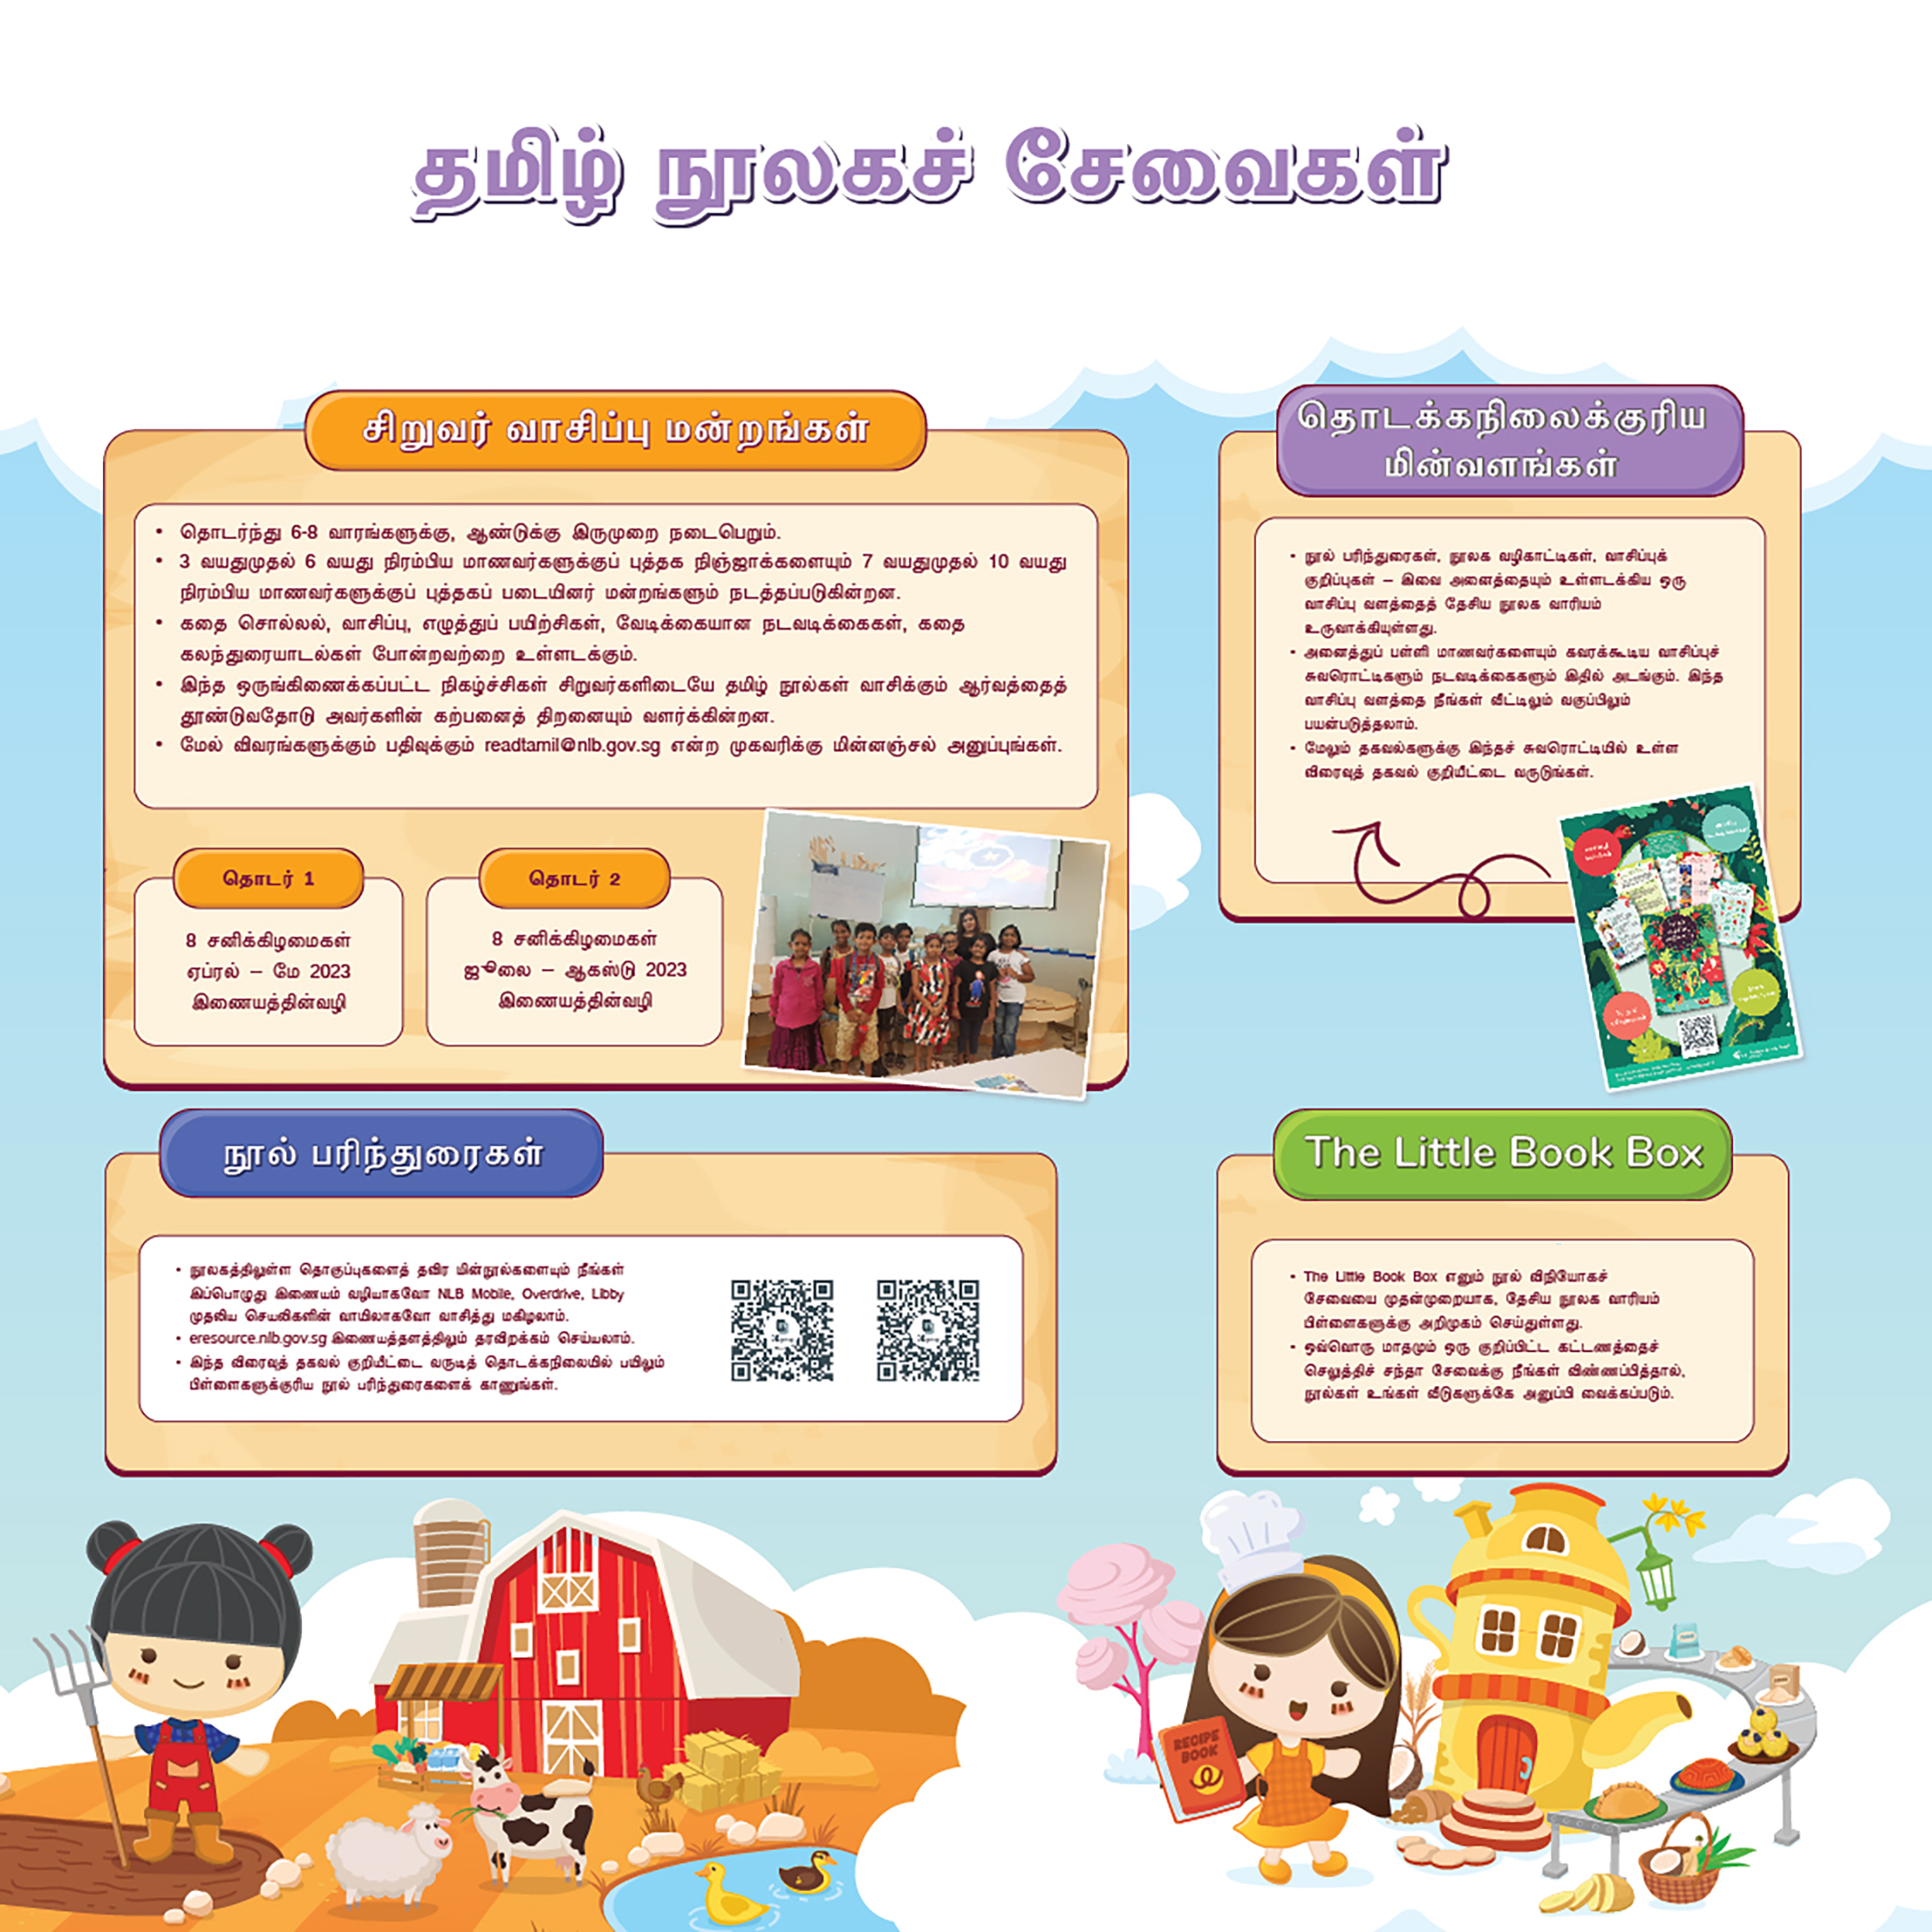 தமிழ் நூலகச் சேவைகள்
சிறுவர் வாசிப்பு மன்றங்கள்
• தொடர்ந்து 6-8 வாரங்களுக்கு, ஆண்டுக்கு இருமுறை நடைபெறும்.
• 3 வயதுமுதல் 6 வயது நிரம்பிய மாணவர்களுக்குப் புத்தக நிஞ்ஜாக்களையும் 7 வயதுமுதல் 10 வயது
நிரம்பிய மாணவர்களுக்குப் புத்தகப் படையினர் மன்றங்களும் நடத்தப்படுகின்றன.
• கதை சொல்லல், வாசிப்பு, எழுத்துப் பயிற்சிகள், வேடிக்கையான நடவடிக்கைகள், கதை
கலந்துரையாடல்கள் போன்றவற்றை உள்ளடக்கும்.
• இந்த ஒருங்கிணைக்கப்பட்ட நிகழ்ச்சிகள் சிறுவர்களிடையே தமிழ் நூல்கள் வாசிக்கும் ஆர்வத்தைத்
தூண்டுவதோடு அவர்களின் கற்பனைத் திறனையும் வளர்க்கின்றன.
• மேல் விவரங்களுக்கும் பதிவுக்கும் readtamil@nlb.gov.sg என்ற முகவரிக்கு மின்னஞ்சல் அனுப்புங்கள்.
தொடர் 1
8 சனிக்கிழமைகள்
ஏப்ரல் – மே 2023
இணையத்தின்வழி
தொடர் 2
8 சனிக்கிழமைகள்
ஜூலை – ஆகஸ்டு 2023
இணையத்தின்வழி
தொடக்கநிலைக்குரிய
மின்வளங்கள்
• நூல் பரிந்துரைகள், நூலக வழிகாட்டிகள், வாசிப்புக்
குறிப்புகள் – இவை அனைத்தையும் உள்ளடக்கிய ஒரு
வாசிப்பு வளத்தைத் தேசிய நூலக வாரியம்
உருவாக்கியுள்ளது.
• அனைத்துப் பள்ளி மாணவர்களையும் கவரக்கூடிய வாசிப்புச்
சுவரொட்டிகளும் நடவடிக்கைகளும் இதில் அடங்கும். இந்த
வாசிப்பு வளத்தை நீங்கள் வீட்டிலும் வகுப்பிலும்
பயன்படுத்தலாம்.
• மேலும் தகவல்களுக்கு இந்தச் சுவரொட்டியில் உள்ள
விரைவுத் தகவல் குறியீட்டை வருடுங்கள்.
நூல் பரிந்துரைகள்
• நூலகத்திலுள்ள தொகுப்புகளைத் தவிர மின்நூல்களையும் நீங்கள்
இப்பொழுது இணையம் வழியாகவோ NLB Mobile, Overdrive, Libby
முதலிய செயலிகளின் வாயிலாகவோ வாசித்து மகிழலாம்.
• eresource.nlb.gov.sg இணையத்தளத்திலும் தரவிறக்கம் செய்யலாம்.
• இந்த விரைவுத் தகவல் குறியீட்டை வருடித் தொடக்கநிலையில் பயிலும்
பிள்ளைகளுக்குரிய நூல் பரிந்துரைகளைக் காணுங்கள்.
The Little Book Box
• The Little Book Box எனும் நூல் விநியோகச்
சேவையை முதன்முறையாக, தேசிய நூலக வாரியம்
பிள்ளைகளுக்கு அறிமுகம் செய்துள்ளது.
• ஒவ்வொரு மாதமும் ஒரு குறிப்பிட்ட கட்டணத்தைச்
செலுத்திச் சந்தா சேவைக்கு நீங்கள் விண்ணப்பித்தால்,
நூல்கள் உங்கள் வீடுகளுக்கே அனுப்பி வைக்கப்படும்.
RECIPE
BOOK